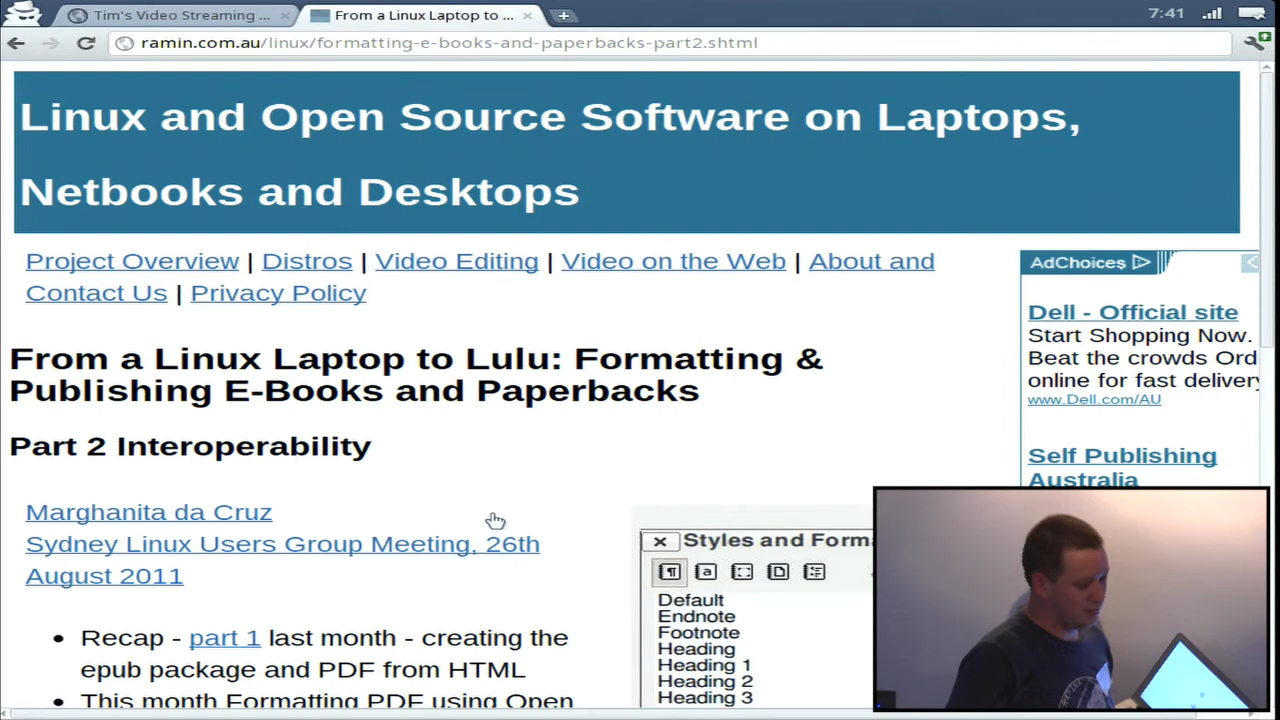 Tim's Video Streaming ...
From a Linux Laptop to ...
7:41
ramin.com.au/linux/formatting-e-books-and-paperbacks-part2.shtml
Linux and Open Source Software on Laptops,
Netbooks and Desktops
Project Overview | Distros | Video Editing | Video on the Web | About and
Contact Us | Privacy Policy
AdChoices
Dell - Official site
Start Shopping Now.
Beat the crowds Ord
online for fast delivery
www.Dell.com/AU
Self Publishing
Australia
From a Linux Laptop to Lulu: Formatting &
Publishing E-Books and Paperbacks
Part 2 Interoperability
Marghanita da Cruz
Sydney Linux Users Group Meeting, 26th
August 2011
Recap - part 1 last month - creating the
epub package and PDF from HTML
This month Formatting PDF using Open
Styles and Form
Default
Endnote
Footnote
Heading
Heading 1
Heading 2
Heading 3